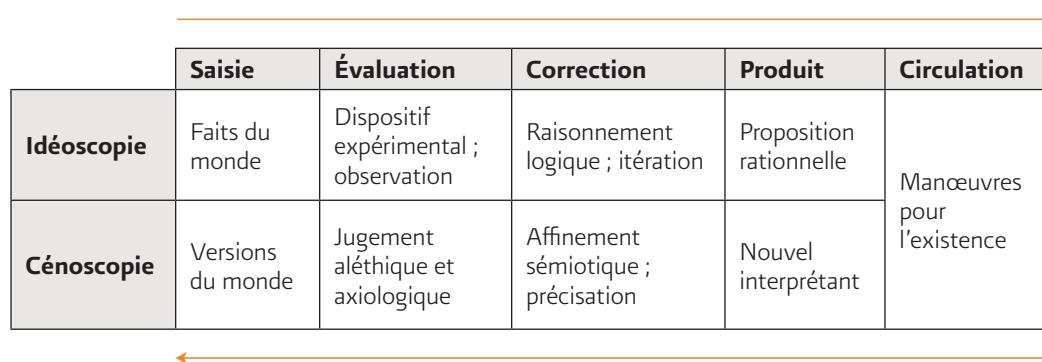 Saisie Évaluation Correction Produit Circulation
Idéoscopie
Faits du
monde
Dispositif
expérimental ;
observation
Raisonnement
logique ; itération
Proposition
rationnelle
Manœuvres
pour
l’existence
Cénoscopie
Versions
du monde
Jugement
aléthique et
axiologique
Affinement
sémiotique ;
précisation
Nouvel
interprétant